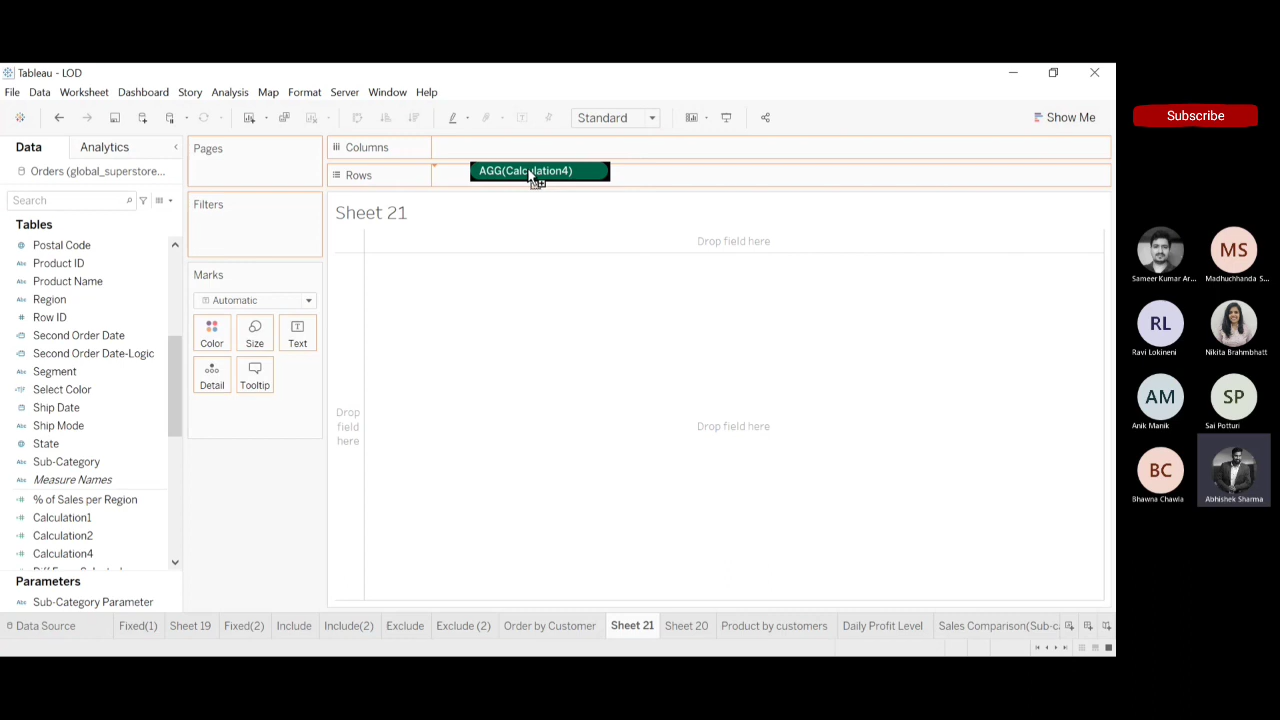 Tableau - LOD
File Data Worksheet Dashboard Story Analysis Map Format Server Window Help
Standard
Show Me
Data Analytics
Orders (global_superstore...
Search
Tables
Postal Code
Product ID
Product Name
Region
Row ID
Second Order Date
Second Order Date-Logic
Segment
Select Color
Ship Date
Ship Mode
State
Sub-Category
Measure Names
% of Sales per Region
Calculation1
Calculation2
Calculation4
Parameters
Sub-Category Parameter
Pages
Filters
Marks
Automatic
Color Size Text
Detail Tooltip
Columns
Rows
AGG(Calculation4)
Sheet 21
Drop field here
Drop
field
here
Drop field here
Data Source Fixed(1) Sheet 19 Fixed(2) Include Include(2) Exclude Exclude (2) Order by Customer Sheet 21 Sheet 20 Product by customers Daily Profit Level Sales Comparison(Sub-c
Subscribe
Sameer Kumar Ar...
MS
Madhuchhanda S...
RL
Ravi Lokineni
Nikita Brahmbhatt
AM
Anik Manik
SP
Sai Potturi
BC
Bhawna Chawla
Abhishek Sharma